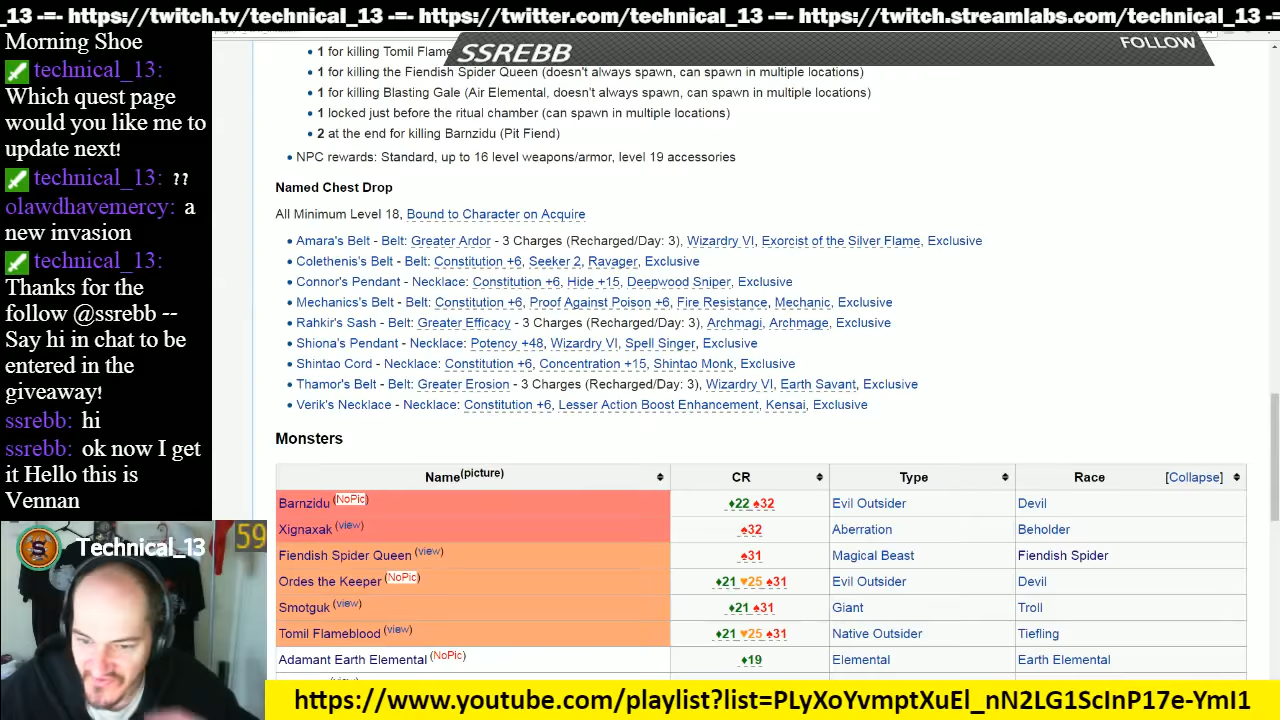 _13 -=- https://twitch.tv/technical_13 -=- https://twitter.com/technical_13 -=- https://twitch.streamlabs.com/technical_13 -=-
Morning Shoe
technical_13:
Which quest page
would you like me to
update next!
technical_13: ??
olawdhavemercy: a
new invasion
technical_13:
Thanks for the
follow @ssrebb --
Say hi in chat to be
entered in the
giveaway!
ssrebb: hi
ssrebb: ok now I get
it Hello this is
Vennan
Technical_13
59
SSREBB
FOLLOW
1 for killing Tomil Flame
1 for killing the Fiendish Spider Queen (doesn't always spawn, can spawn in multiple locations)
1 for killing Blasting Gale (Air Elemental, doesn't always spawn, can spawn in multiple locations)
1 locked just before the ritual chamber (can spawn in multiple locations)
2 at the end for killing Barnzidu (Pit Fiend)
NPC rewards: Standard, up to 16 level weapons/armor, level 19 accessories
Named Chest Drop
All Minimum Level 18, Bound to Character on Acquire
Amara's Belt - Belt: Greater Ardor - 3 Charges (Recharged/Day: 3), Wizardry VI, Exorcist of the Silver Flame, Exclusive
Colethenis's Belt - Belt: Constitution +6, Seeker 2, Ravager, Exclusive
Connor's Pendant - Necklace: Constitution +6, Hide +15, Deepwood Sniper, Exclusive
Mechanics's Belt - Belt: Constitution +6, Proof Against Poison +6, Fire Resistance, Mechanic, Exclusive
Rahkir's Sash - Belt: Greater Efficacy - 3 Charges (Recharged/Day: 3), Archmagi, Archmage, Exclusive
Shiona's Pendant - Necklace: Potency +48, Wizardry VI, Spell Singer, Exclusive
Shintao Cord - Necklace: Constitution +6, Concentration +15, Shintao Monk, Exclusive
Thamor's Belt - Belt: Greater Erosion - 3 Charges (Recharged/Day: 3), Wizardry VI, Earth Savant, Exclusive
Verik's Necklace - Necklace: Constitution +6, Lesser Action Boost Enhancement, Kensai, Exclusive
Monsters
Name(picture) CR Type Race [Collapse]
Barnzidu (NoPic) ♦22 ♠32 Evil Outsider Devil
Xignaxak (view) ♠32 Aberration Beholder
Fiendish Spider Queen (view) ♠31 Magical Beast Fiendish Spider
Ordes the Keeper (NoPic) ♦21 ♥25 ♠31 Evil Outsider Devil
Smotguk (view) ♦21 ♠31 Giant Troll
Tomil Flameblood (view) ♦21 ♥25 ♠31 Native Outsider Tiefling
Adamant Earth Elemental (NoPic) ♦19 Elemental Earth Elemental
https://www.youtube.com/playlist?list=PLyXoYvmptXuEl_nN2LG1ScInP17e-YmI1